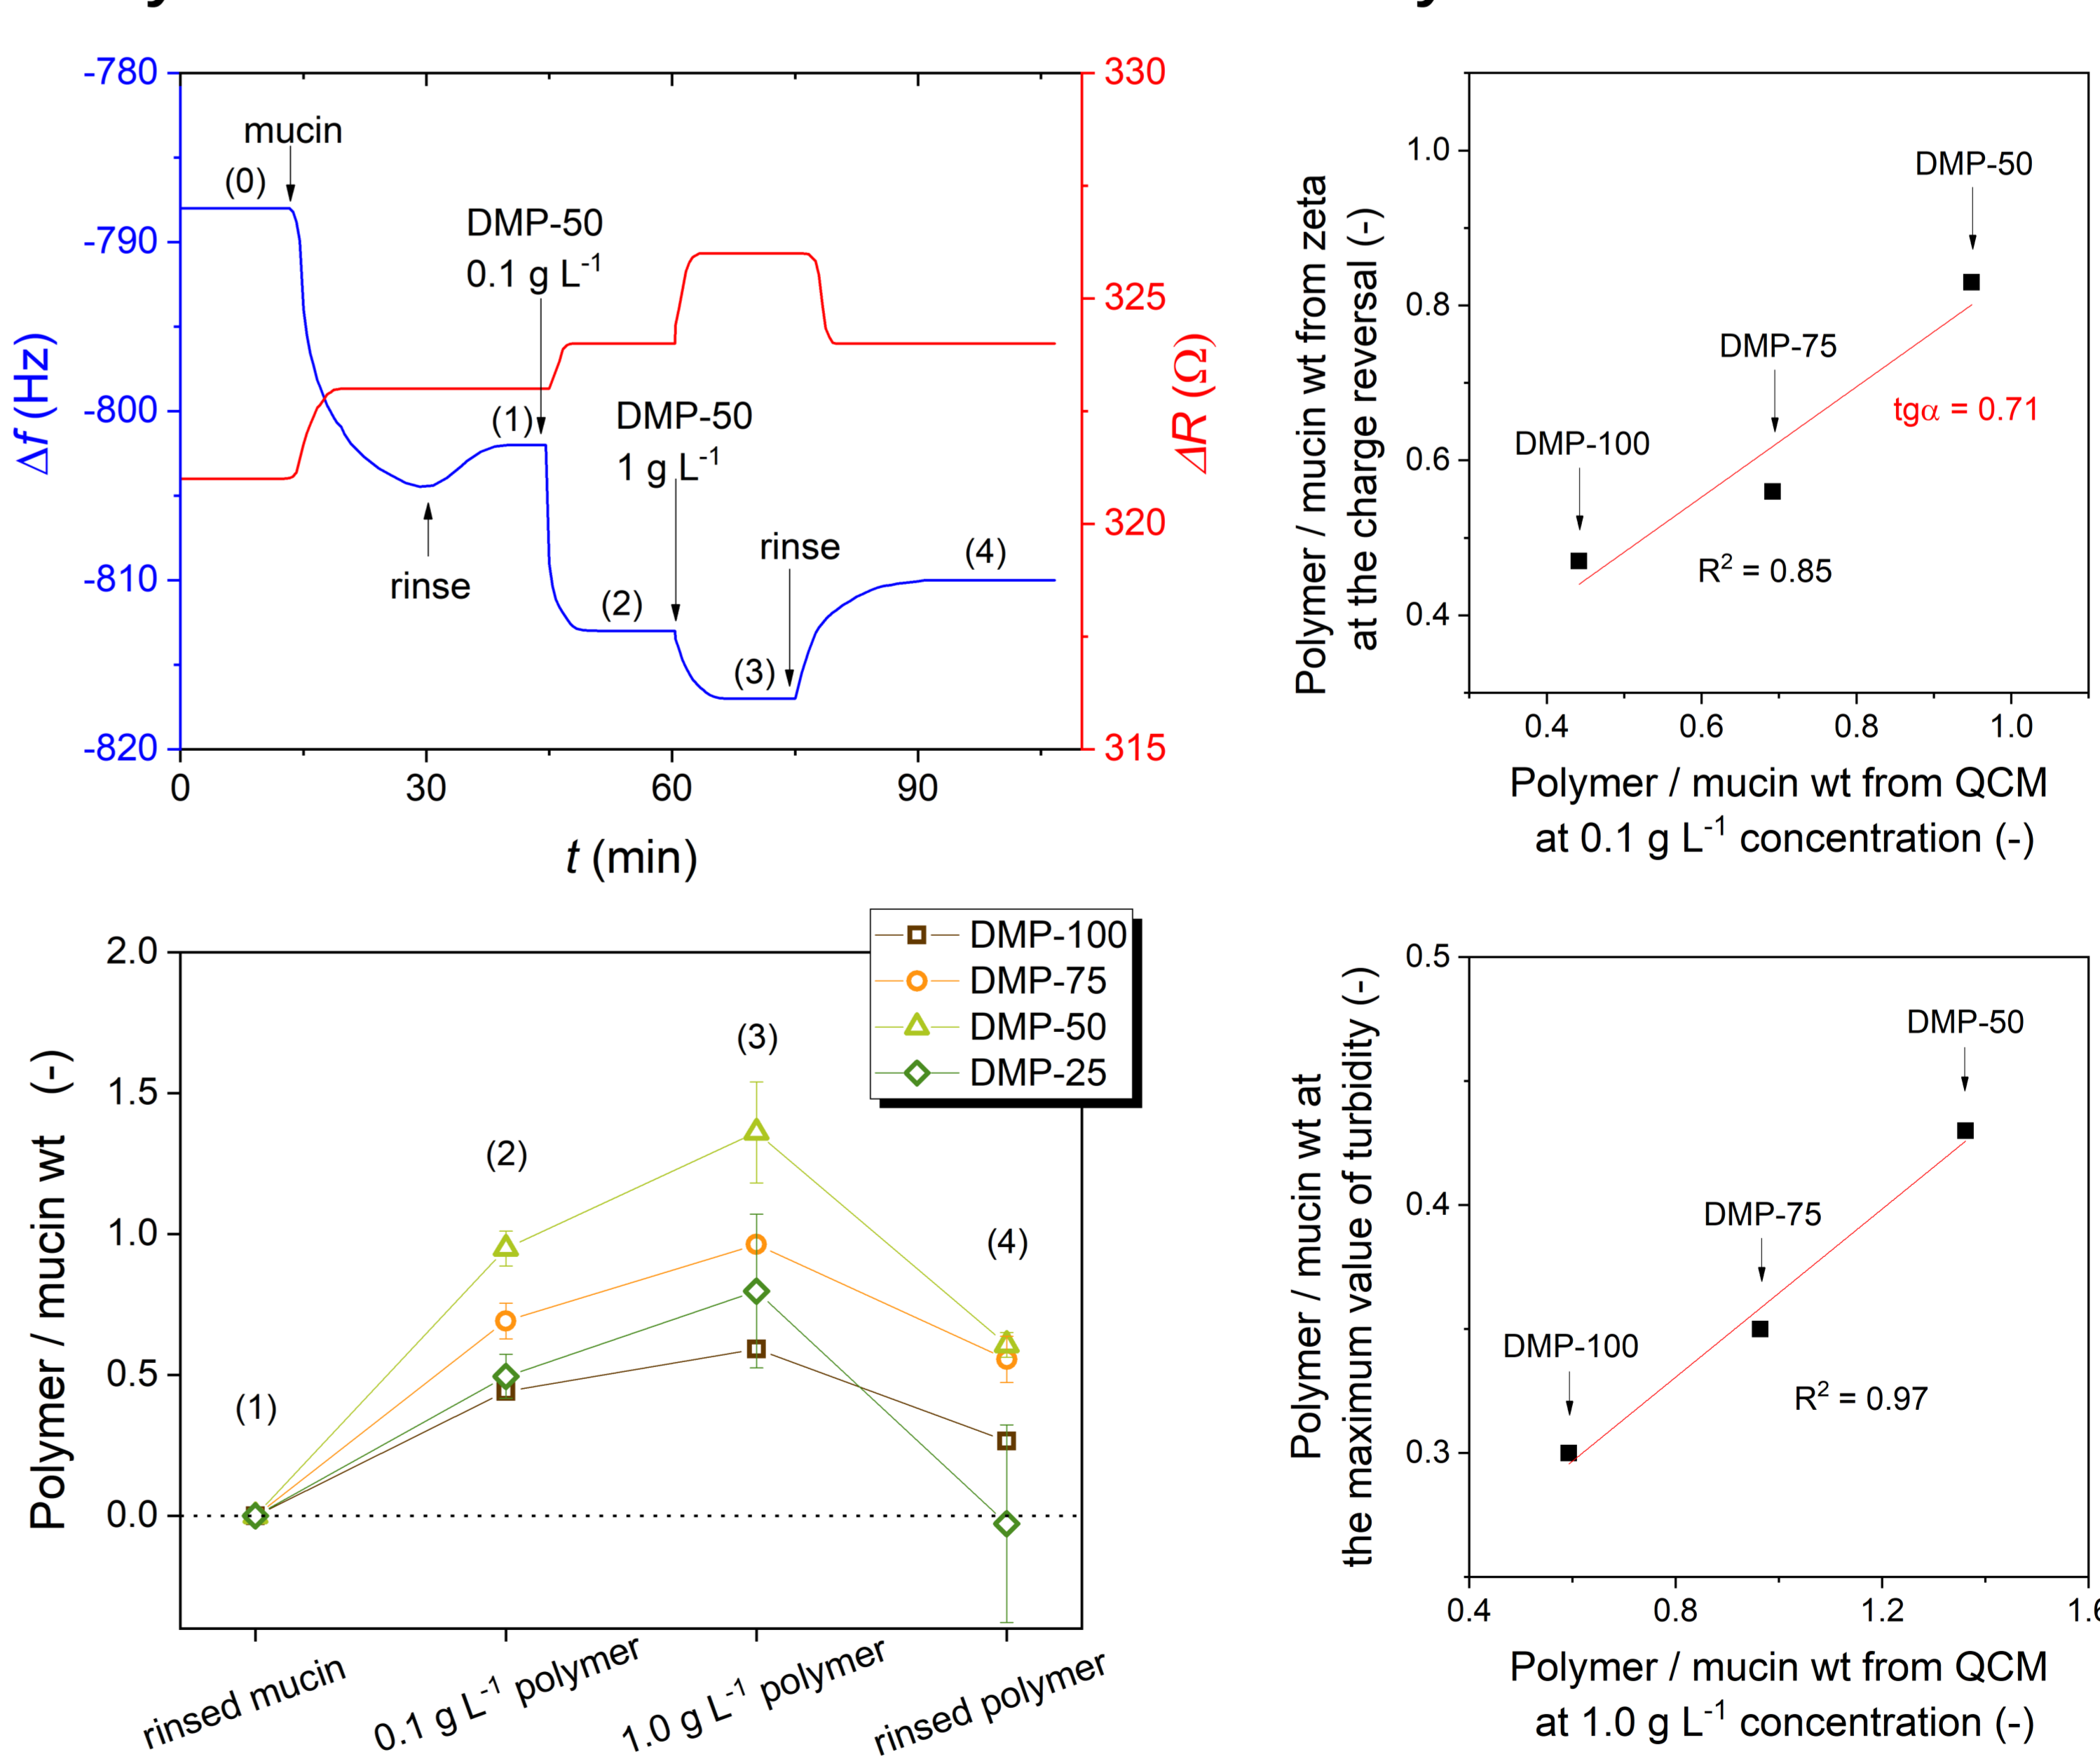 -780
-790
-800
-810
-820
Δf (Hz)
330
325
320
315
ΔR (Ω)
mucin
(0)
DMP-50
0.1 g L⁻¹
(1)
DMP-50
1 g L⁻¹
rinse
rinse
(2)
(3)
(4)
0
30
60
90
t (min)
Polymer / mucin wt from zeta
at the charge reversal (-)
1.0
0.8
0.6
0.4
DMP-50
DMP-75
DMP-100
tgα = 0.71
R² = 0.85
0.4
0.6
0.8
1.0
Polymer / mucin wt from QCM
at 0.1 g L⁻¹ concentration (-)
Polymer / mucin wt (-)
2.0
1.5
1.0
0.5
0.0
DMP-100
DMP-75
DMP-50
DMP-25
(1)
(2)
(3)
(4)
rinsed mucin
0.1 g L⁻¹ polymer
1.0 g L⁻¹ polymer
rinsed polymer
Polymer / mucin wt at
the maximum value of turbidity (-)
0.5
0.4
0.3
DMP-50
DMP-75
DMP-100
R² = 0.97
0.4
0.8
1.2
Polymer / mucin wt from QCM
at 1.0 g L⁻¹ concentration (-)